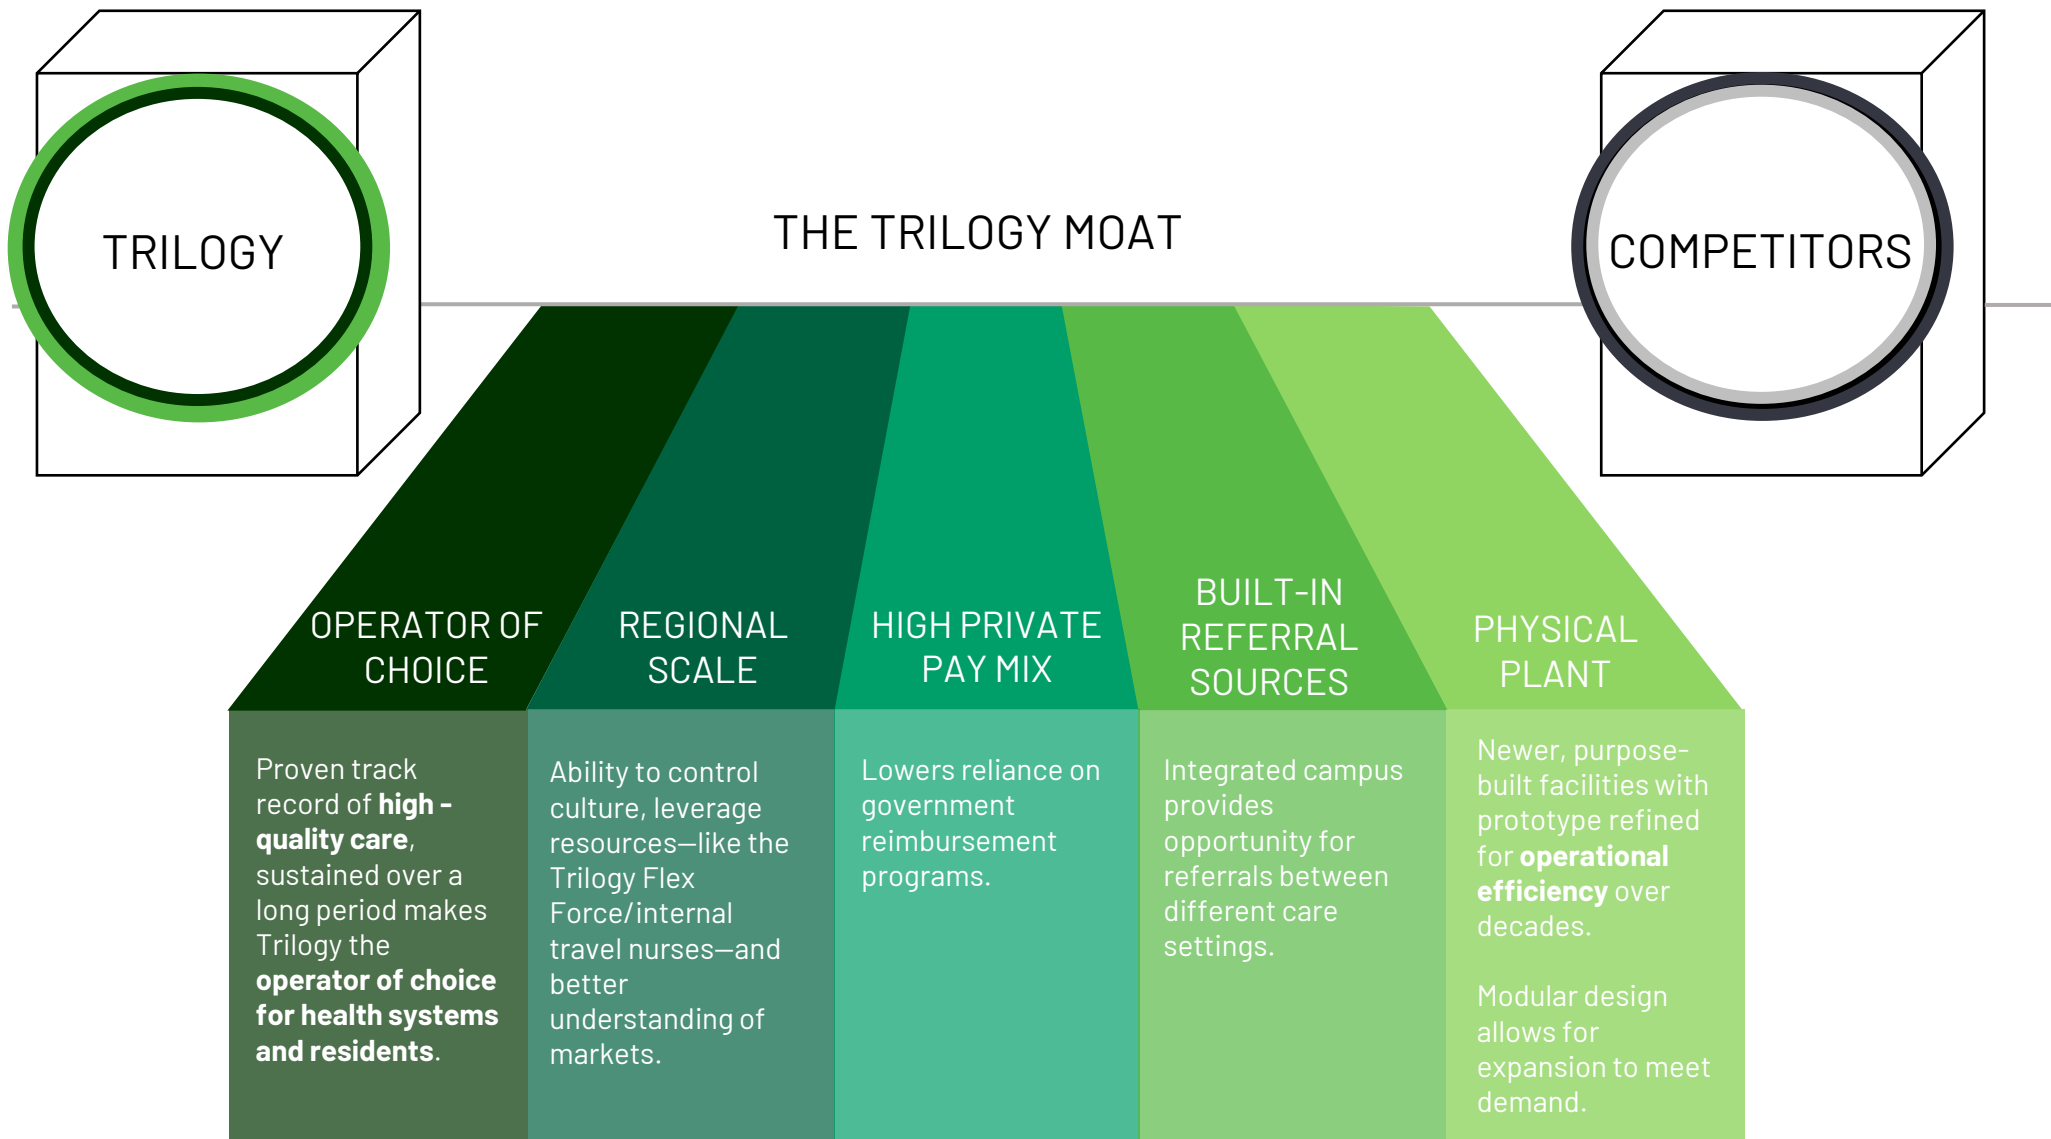 TRILOGY
THE TRILOGY MOAT
COMPETITORS
OPERATOR OF
CHOICE
REGIONAL
SCALE
HIGH PRIVATE
PAY MIX
BUILT-IN
REFERRAL
SOURCES
PHYSICAL
PLANT
Proven track
record of high -
quality care,
sustained over a
long period makes
Trilogy the
operator of choice
for health systems
and residents.
Ability to control
culture, leverage
resources—like the
Trilogy Flex
Force/internal
travel nurses—and
better
understanding of
markets.
Lowers reliance on
government
reimbursement
programs.
Integrated campus
provides
opportunity for
referrals between
different care
settings.
Newer, purpose-
built facilities with
prototype refined
for operational
efficiency over
decades.
Modular design
allows for
expansion to meet
demand.